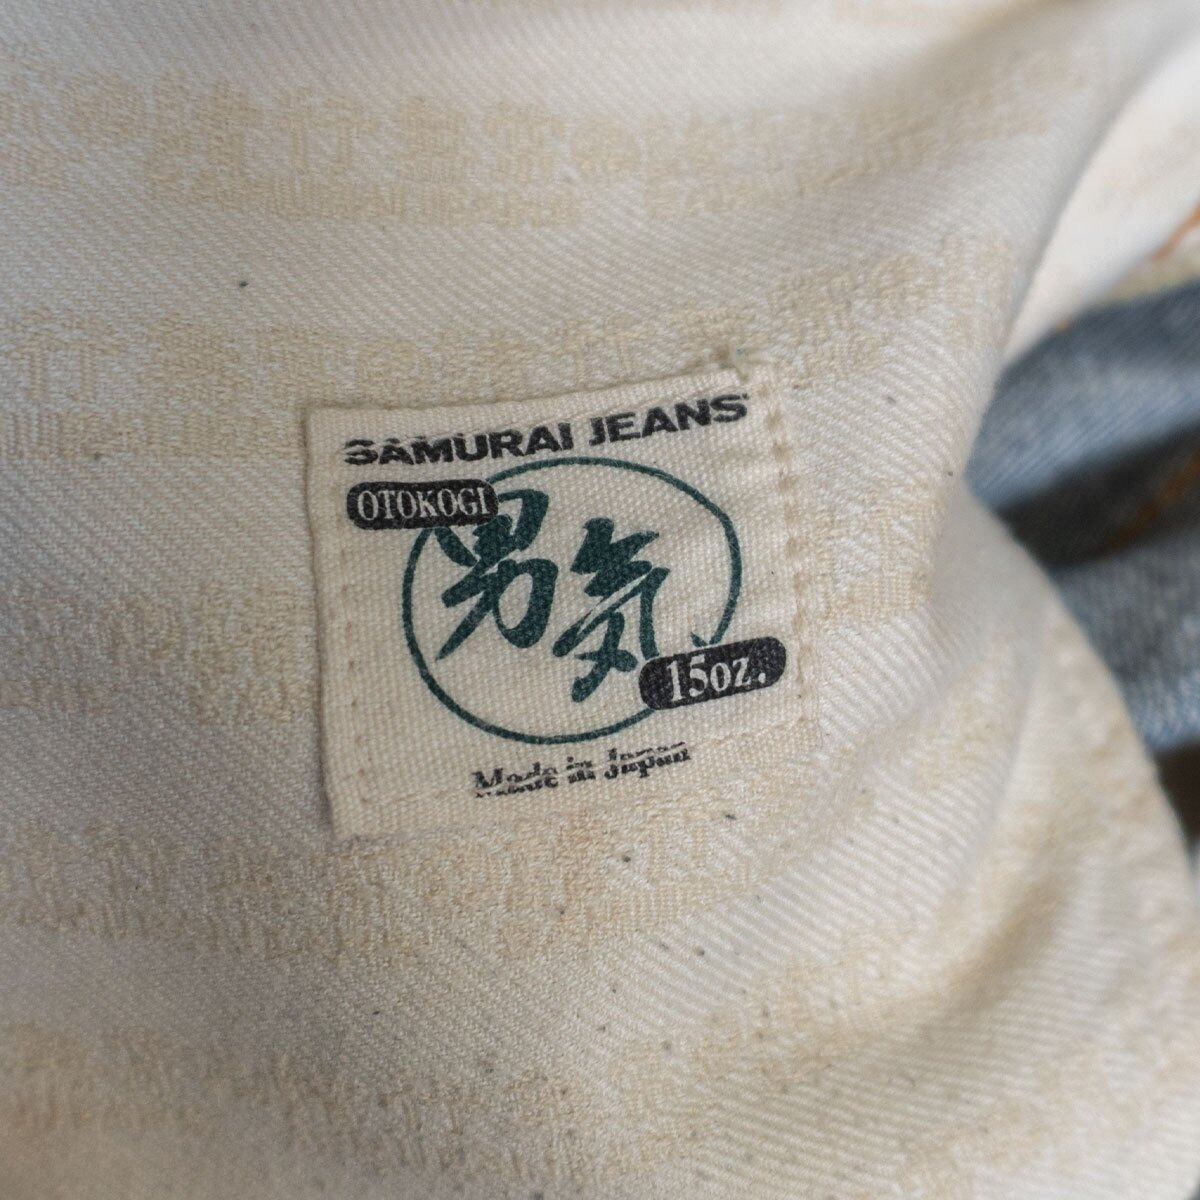 SAMURAI JEANS
OTOKOGI
男気
15oz.
Made in Japan